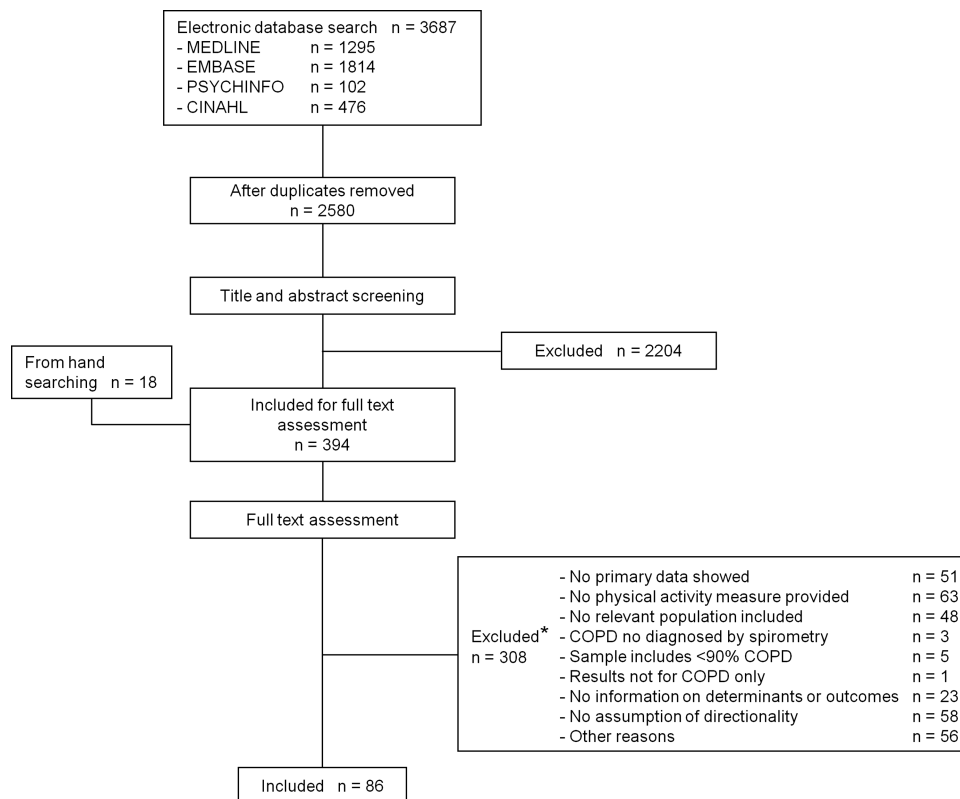 Electronic database search n = 3687
- MEDLINE n = 1295
- EMBASE n = 1814
- PSYCHINFO n = 102
- CINAHL n = 476
After duplicates removed
n = 2580
Title and abstract screening
Excluded n = 2204
From hand
searching n = 18
Included for full text
assessment
n = 394
Full text assessment
Excluded*
n = 308
- No primary data showed n = 51
- No physical activity measure provided n = 63
- No relevant population included n = 48
- COPD no diagnosed by spirometry n = 3
- Sample includes <90% COPD n = 5
- Results not for COPD only n = 1
- No information on determinants or outcomes n = 23
- No assumption of directionality n = 58
- Other reasons n = 56
Included n = 86